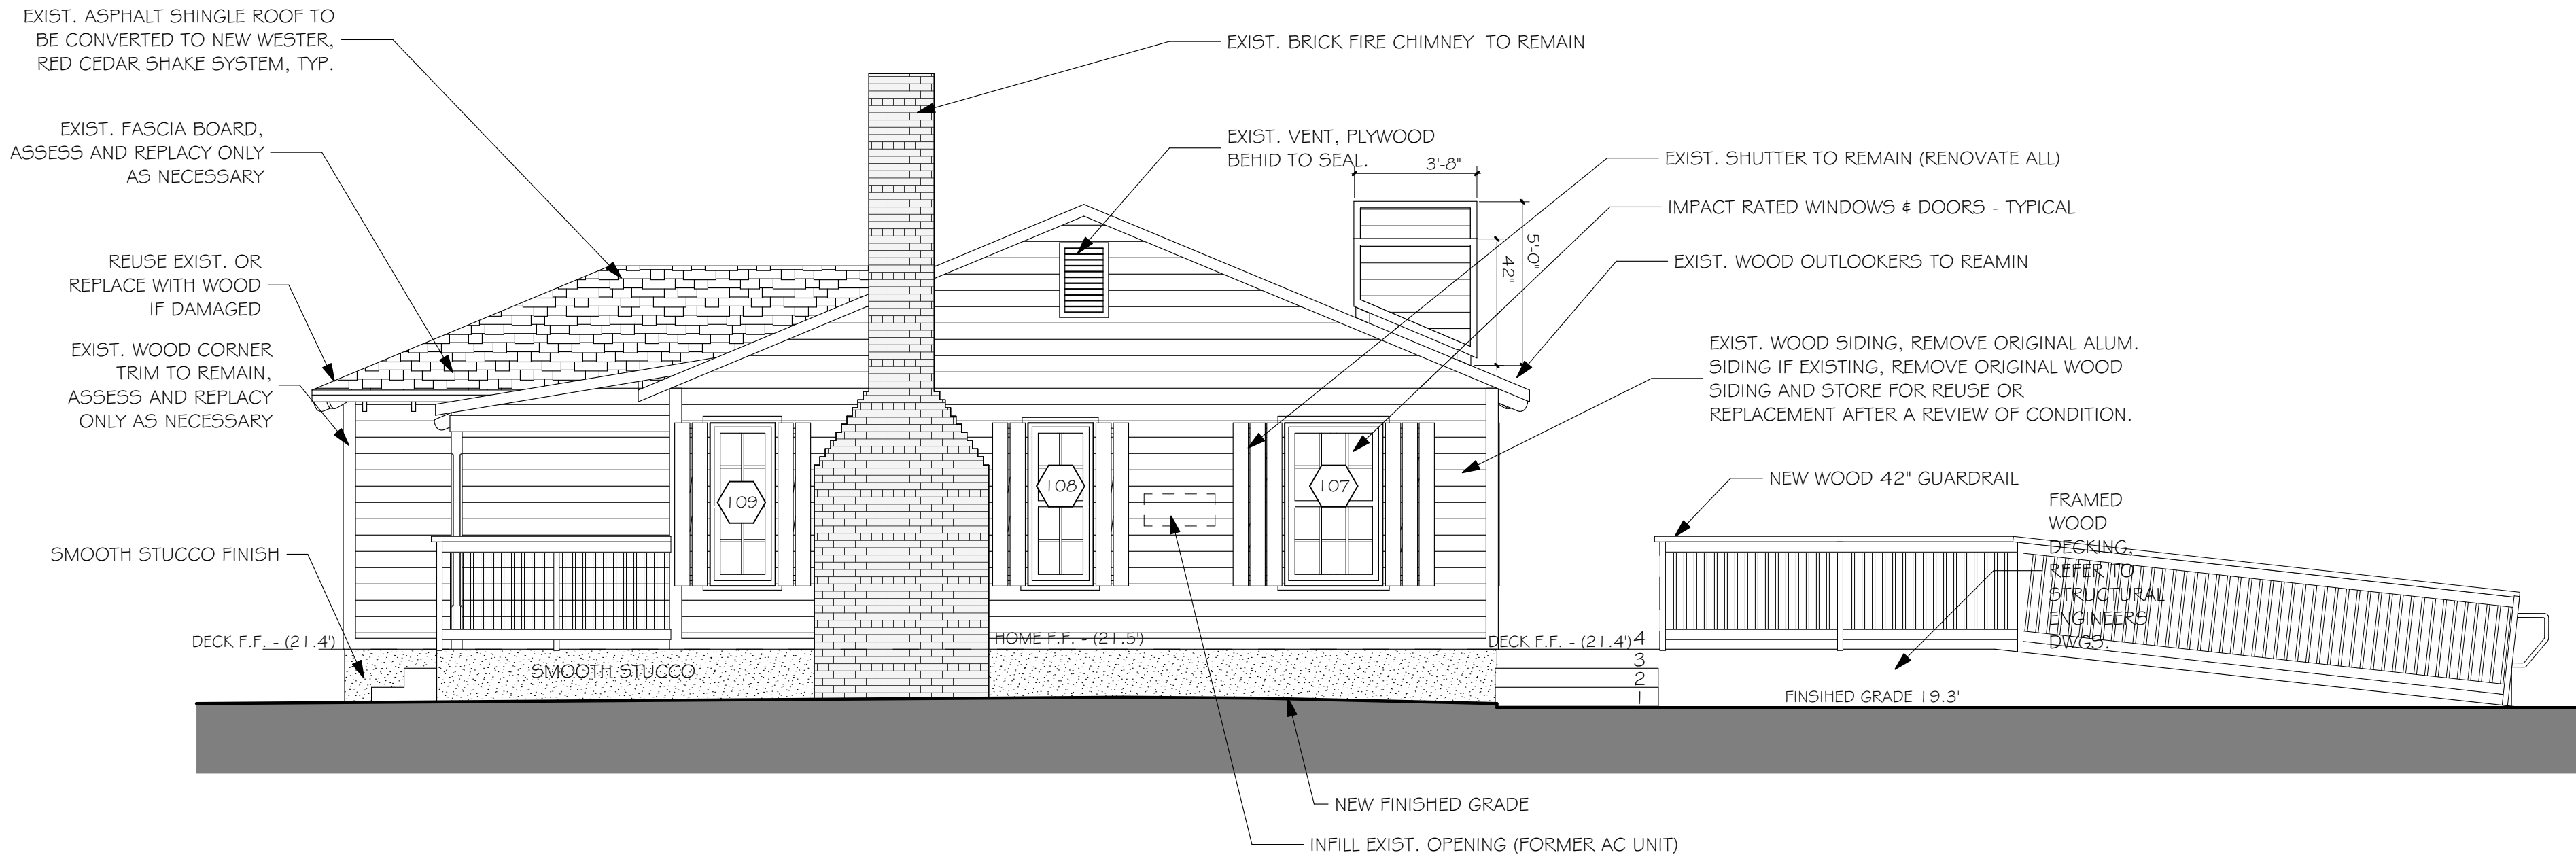 EXIST. ASPHALT SHINGLE ROOF TO
BE CONVERTED TO NEW WESTER,
RED CEDAR SHAKE SYSTEM, TYP.
EXIST. FASCIA BOARD,
ASSESS AND REPLACY ONLY
AS NECESSARY
REUSE EXIST. OR
REPLACE WITH WOOD
IF DAMAGED
EXIST. WOOD CORNER
TRIM TO REMAIN,
ASSESS AND REPLACY
ONLY AS NECESSARY
SMOOTH STUCCO FINISH
DECK F.F. - (21.4')
SMOOTH STUCCO
EXIST. BRICK FIRE CHIMNEY TO REMAIN
EXIST. VENT, PLYWOOD
BEHID TO SEAL.
3'-8"
5'-0"
42"
EXIST. SHUTTER TO REMAIN (RENOVATE ALL)
IMPACT RATED WINDOWS & DOORS - TYPICAL
EXIST. WOOD OUTLOOKERS TO REAMIN
EXIST. WOOD SIDING, REMOVE ORIGINAL ALUM.
SIDING IF EXISTING, REMOVE ORIGINAL WOOD
SIDING AND STORE FOR REUSE OR
REPLACEMENT AFTER A REVIEW OF CONDITION.
109
108
107
HOME F.F. - (21.5')
DECK F.F. - (21.4')
4
3
2
1
NEW WOOD 42" GUARDRAIL
FRAMED
WOOD
DECKING,
REFER TO
STRUCTURAL
ENGINEERS
DWGS.
FINSIHED GRADE 19.3'
NEW FINISHED GRADE
INFILL EXIST. OPENING (FORMER AC UNIT)